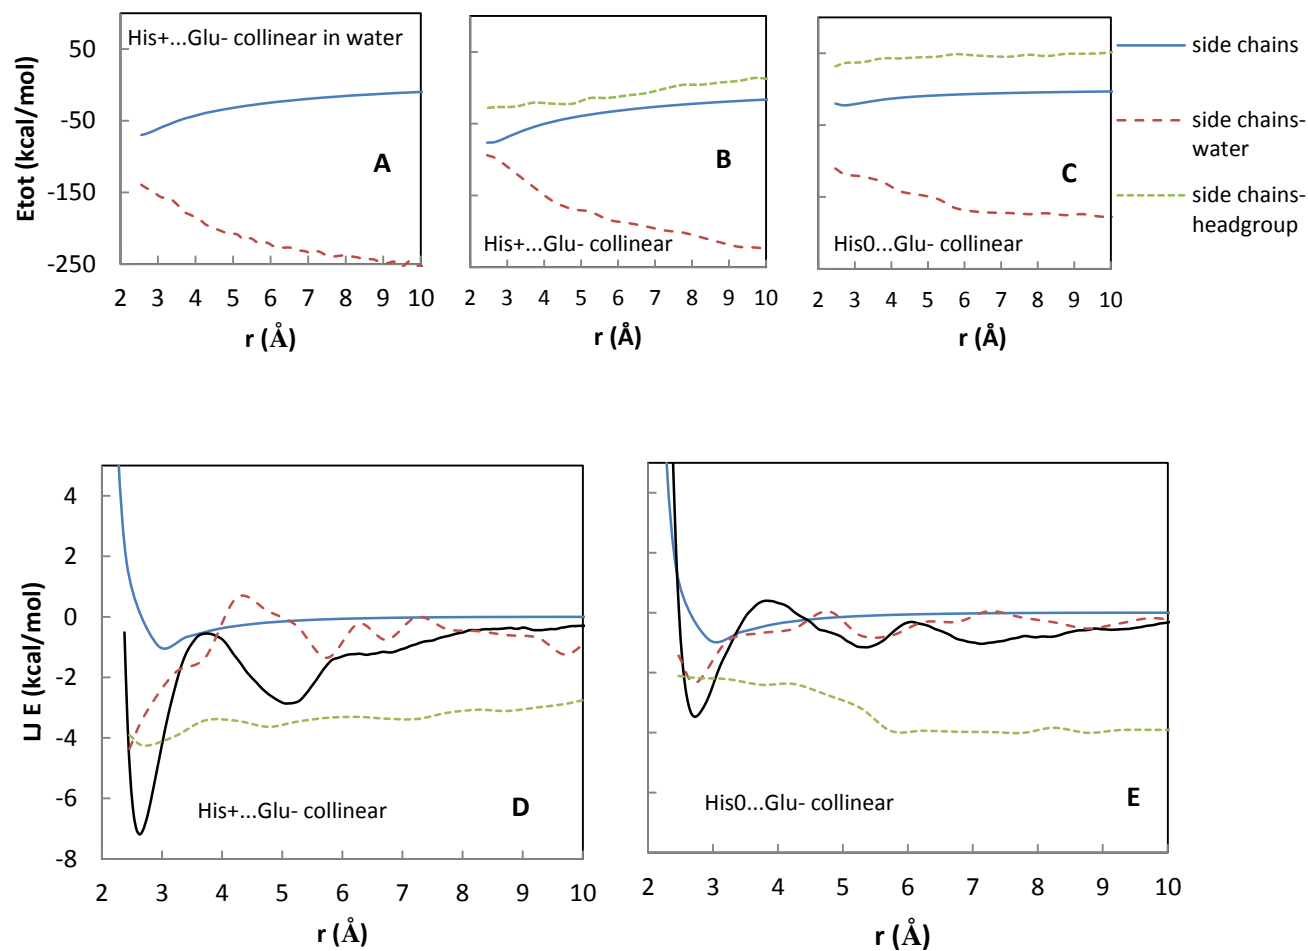 His+...Glu- collinear in water
50
-50
-150
-250
Etot (kcal/mol)
A
2 3 4 5 6 7 8 9 10
r (Å)
B
His+...Glu- collinear
2 3 4 5 6 7 8 9 10
r (Å)
C
His0...Glu- collinear
2 3 4 5 6 7 8 9 10
r (Å)
side chains
side chains-
water
side chains-
headgroup
4
2
0
-2
-4
-6
-8
LJ E (kcal/mol)
His+...Glu- collinear
D
2 3 4 5 6 7 8 9 10
r (Å)
His0...Glu- collinear
E
2 3 4 5 6 7 8 9 10
r (Å)